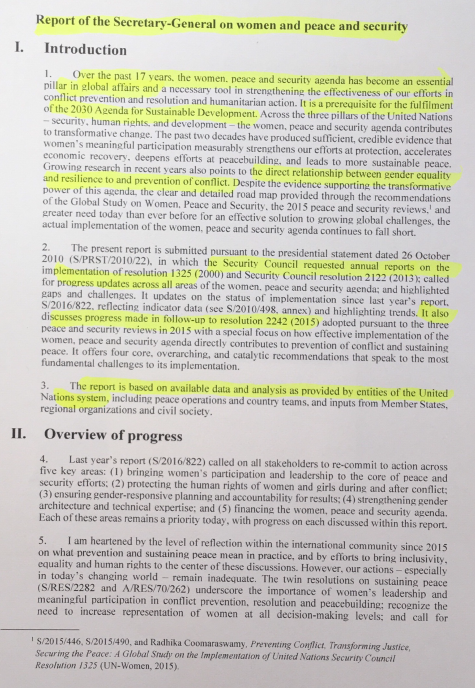 Report of the Secretary-General on women and peace and security
I. Introduction
1. Over the past 17 years, the women, peace and security agenda has become an essential
pillar in global affairs and a necessary tool in strengthening the effectiveness of our efforts in
conflict prevention and resolution and humanitarian action. It is a prerequisite for the fulfilment
of the 2030 Agenda for Sustainable Development. Across the three pillars of the United Nations
– security, human rights, and development – the women, peace and security agenda contributes
to transformative change. The past two decades have produced sufficient, credible evidence that
women's meaningful participation measurably strengthens our efforts at protection, accelerates
economic recovery, deepens efforts at peacebuilding, and leads to more sustainable peace.
Growing research in recent years also points to the direct relationship between gender equality
and resilience to and prevention of conflict. Despite the evidence supporting the transformative
power of this agenda, the clear and detailed road map provided through the recommendations
of the Global Study on Women, Peace and Security, the 2015 peace and security reviews,¹ and
greater need today than ever before for an effective solution to growing global challenges, the
actual implementation of the women, peace and security agenda continues to fall short.
2. The present report is submitted pursuant to the presidential statement dated 26 October
2010 (S/PRST/2010/22), in which the Security Council requested annual reports on the
implementation of resolution 1325 (2000) and Security Council resolution 2122 (2013); called
for progress updates across all areas of the women, peace and security agenda; and highlighted
gaps and challenges. It updates on the status of implementation since last year's report,
S/2016/822, reflecting indicator data (see S/2010/498, annex) and highlighting trends. It also
discusses progress made in follow-up to resolution 2242 (2015) adopted pursuant to the three
peace and security reviews in 2015 with a special focus on how effective implementation of the
women, peace and security agenda directly contributes to prevention of conflict and sustaining
peace. It offers four core, overarching, and catalytic recommendations that speak to the most
fundamental challenges to its implementation.
3. The report is based on available data and analysis as provided by entities of the United
Nations system, including peace operations and country teams, and inputs from Member States,
regional organizations and civil society.
II. Overview of progress
4. Last year's report (S/2016/822) called on all stakeholders to re-commit to action across
five key areas: (1) bringing women's participation and leadership to the core of peace and
security efforts; (2) protecting the human rights of women and girls during and after conflict;
(3) ensuring gender-responsive planning and accountability for results; (4) strengthening gender
architecture and technical expertise; and (5) financing the women, peace and security agenda.
Each of these areas remains a priority today, with progress on each discussed within this report.
5. I am heartened by the level of reflection within the international community since 2015
on what prevention and sustaining peace mean in practice, and by efforts to bring inclusivity,
equality and human rights to the center of these discussions. However, our actions – especially
in today's changing world – remain inadequate. The twin resolutions on sustaining peace
(S/RES/2282 and A/RES/70/262) underscore the importance of women's leadership and
meaningful participation in conflict prevention, resolution and peacebuilding; recognize the
need to increase representation of women at all decision-making levels; and call for
¹ S/2015/446, S/2015/490, and Radhika Coomaraswamy, Preventing Conflict, Transforming Justice,
Securing the Peace: A Global Study on the Implementation of United Nations Security Council
Resolution 1325 (UN-Women, 2015).